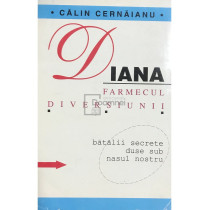 • CĂLIN CERNĂIANU •
DIANA
FARMECUL
DIVERSIUNII
bătălii secrete
duse sub
nasul nostru